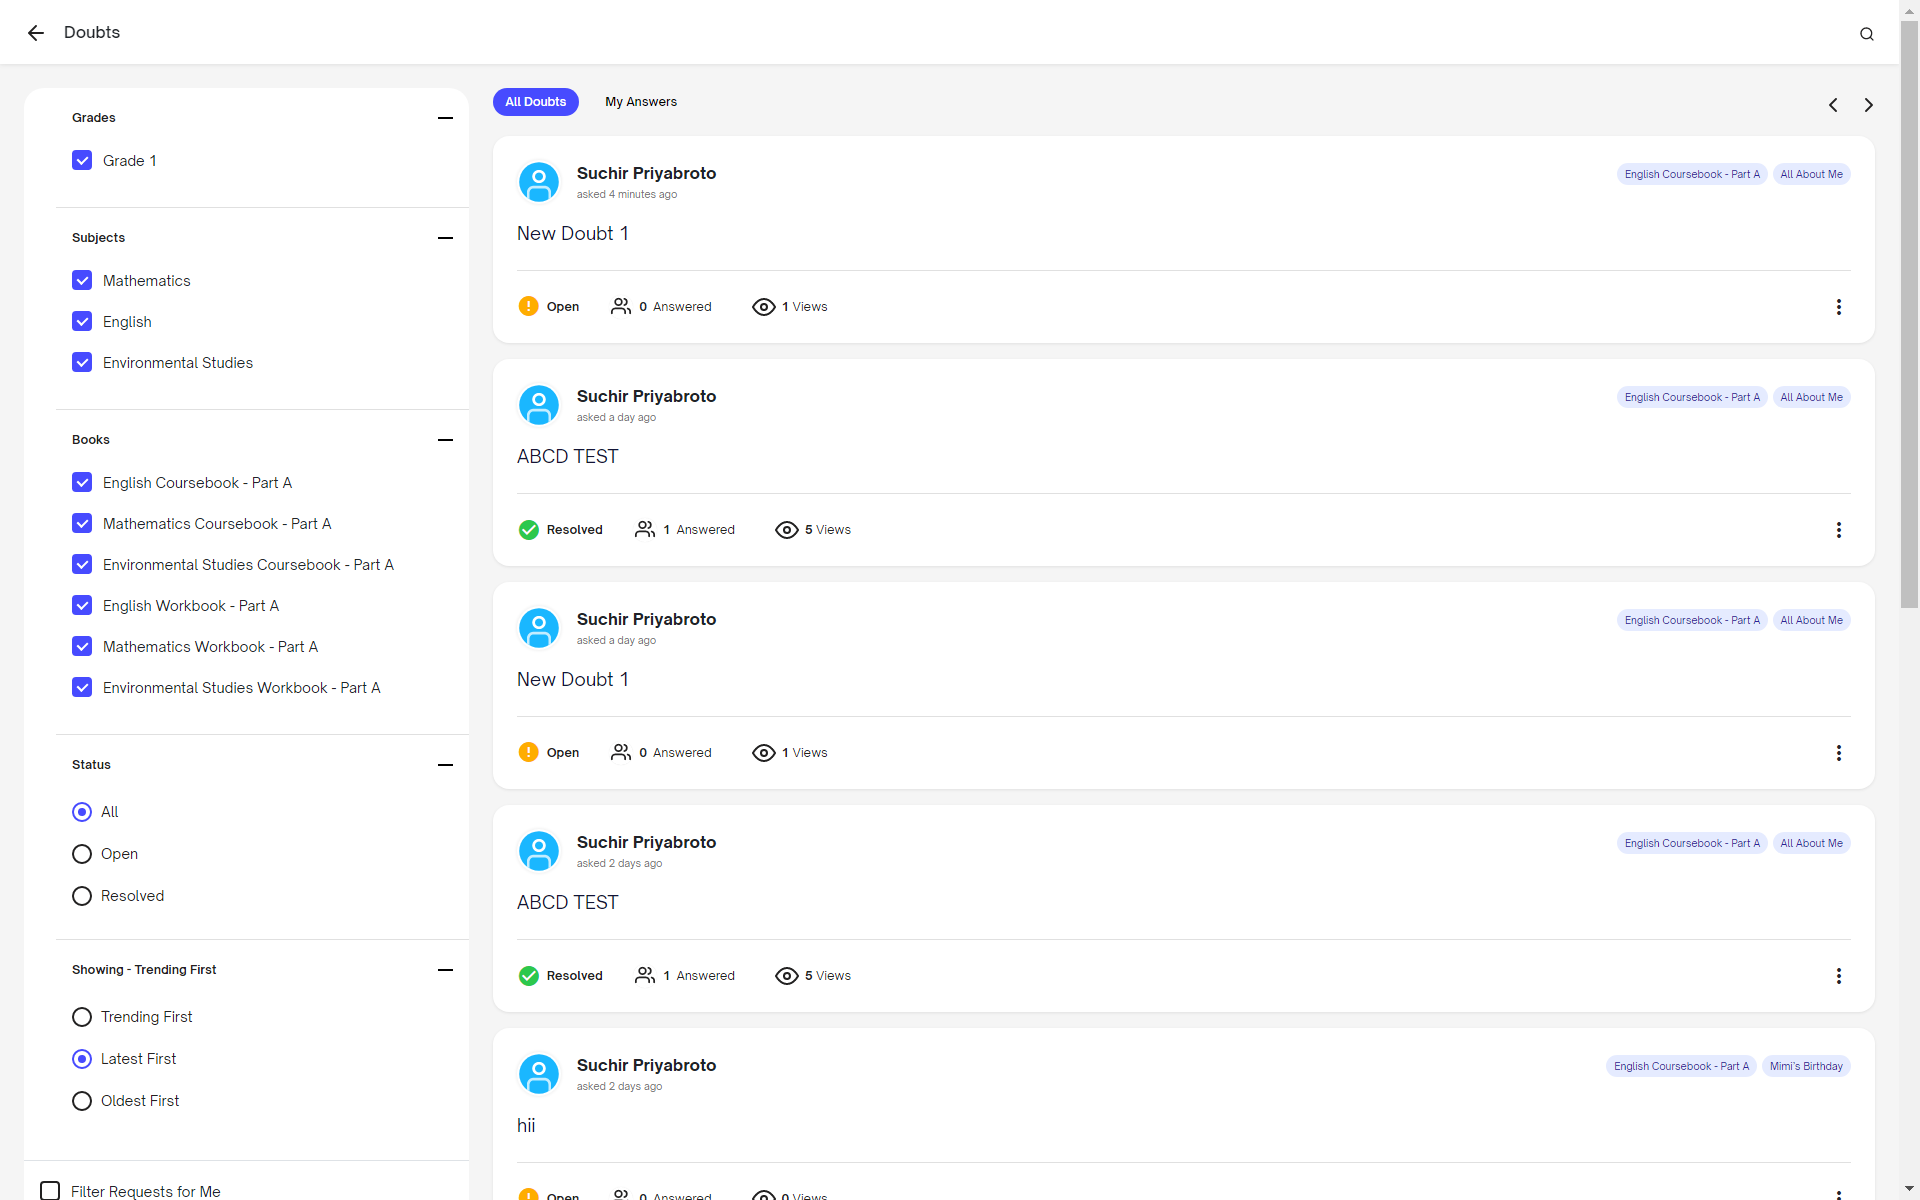 Doubts
Grades
Grade 1
Subjects
Mathematics
English
Environmental Studies
Books
English Coursebook - Part A
Mathematics Coursebook - Part A
Environmental Studies Coursebook - Part A
English Workbook - Part A
Mathematics Workbook - Part A
Environmental Studies Workbook - Part A
Status
All
Open
Resolved
Showing - Trending First
Trending First
Latest First
Oldest First
Filter Requests for Me
All Doubts My Answers
Suchir Priyabroto English Coursebook - Part A All About Me
asked 4 minutes ago
New Doubt 1
Open 0 Answered 1 Views
Suchir Priyabroto English Coursebook - Part A All About Me
asked a day ago
ABCD TEST
Resolved 1 Answered 5 Views
Suchir Priyabroto English Coursebook - Part A All About Me
asked a day ago
New Doubt 1
Open 0 Answered 1 Views
Suchir Priyabroto English Coursebook - Part A All About Me
asked 2 days ago
ABCD TEST
Resolved 1 Answered 5 Views
Suchir Priyabroto English Coursebook - Part A Mimi's Birthday
asked 2 days ago
hii
Open 0 Answered 0 Views